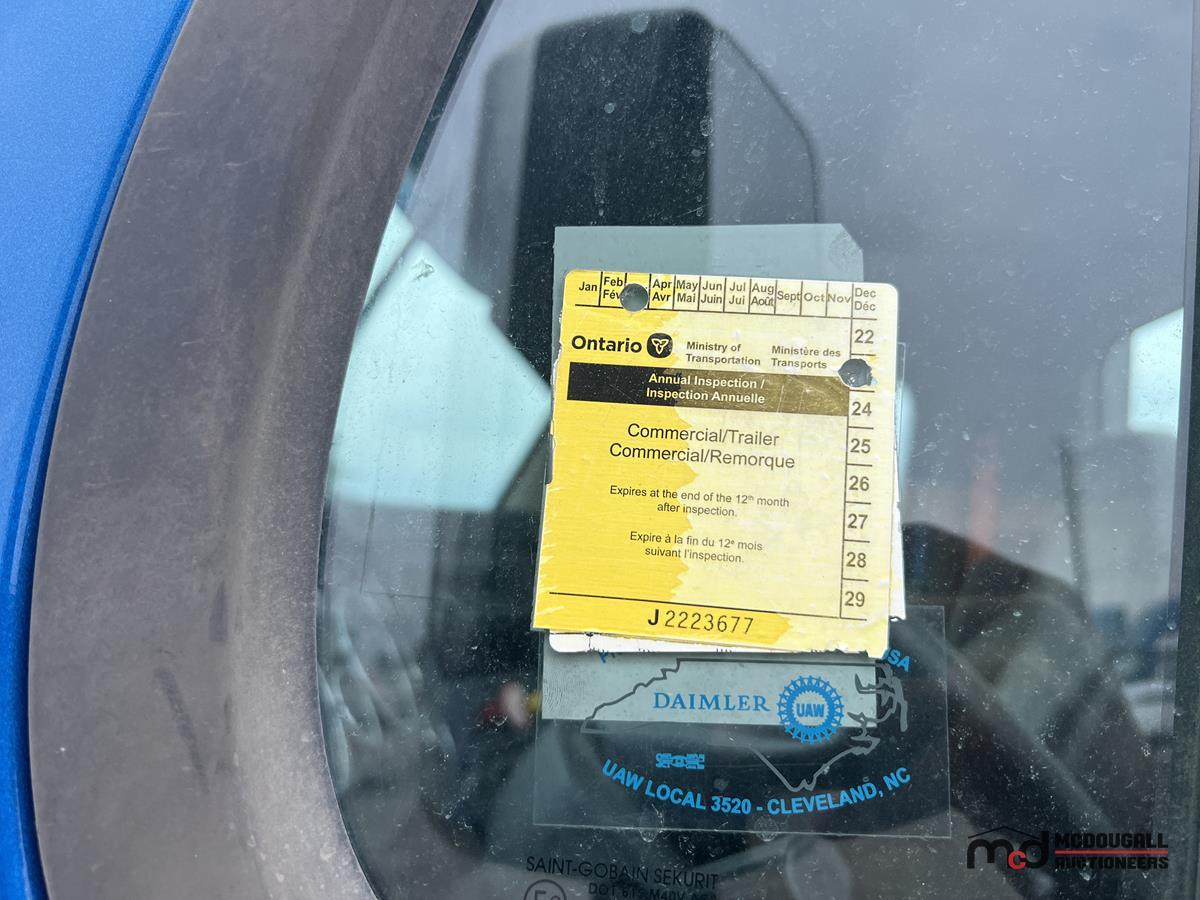 Jan Feb Apr May Jun Jul Aug Sept Oct Nov Dec
Fév Avr Mai Juin Jui Août Déc
22
Ontario Ministry of Ministère des
Transportation Transports
Annual Inspection /
Inspection Annuelle
24
Commercial/Trailer
Commercial/Remorque
25
26
Expires at the end of the 12th month
after inspection.
27
Expire à la fin du 12e mois
suivant l'inspection.
28
29
J 2223677
USA
DAIMLER UAW
UAW LOCAL 3520 - CLEVELAND, NC
SAINT-GOBAIN SEKURIT
DOT
mcd MCDOUGALL
AUCTIONEERS